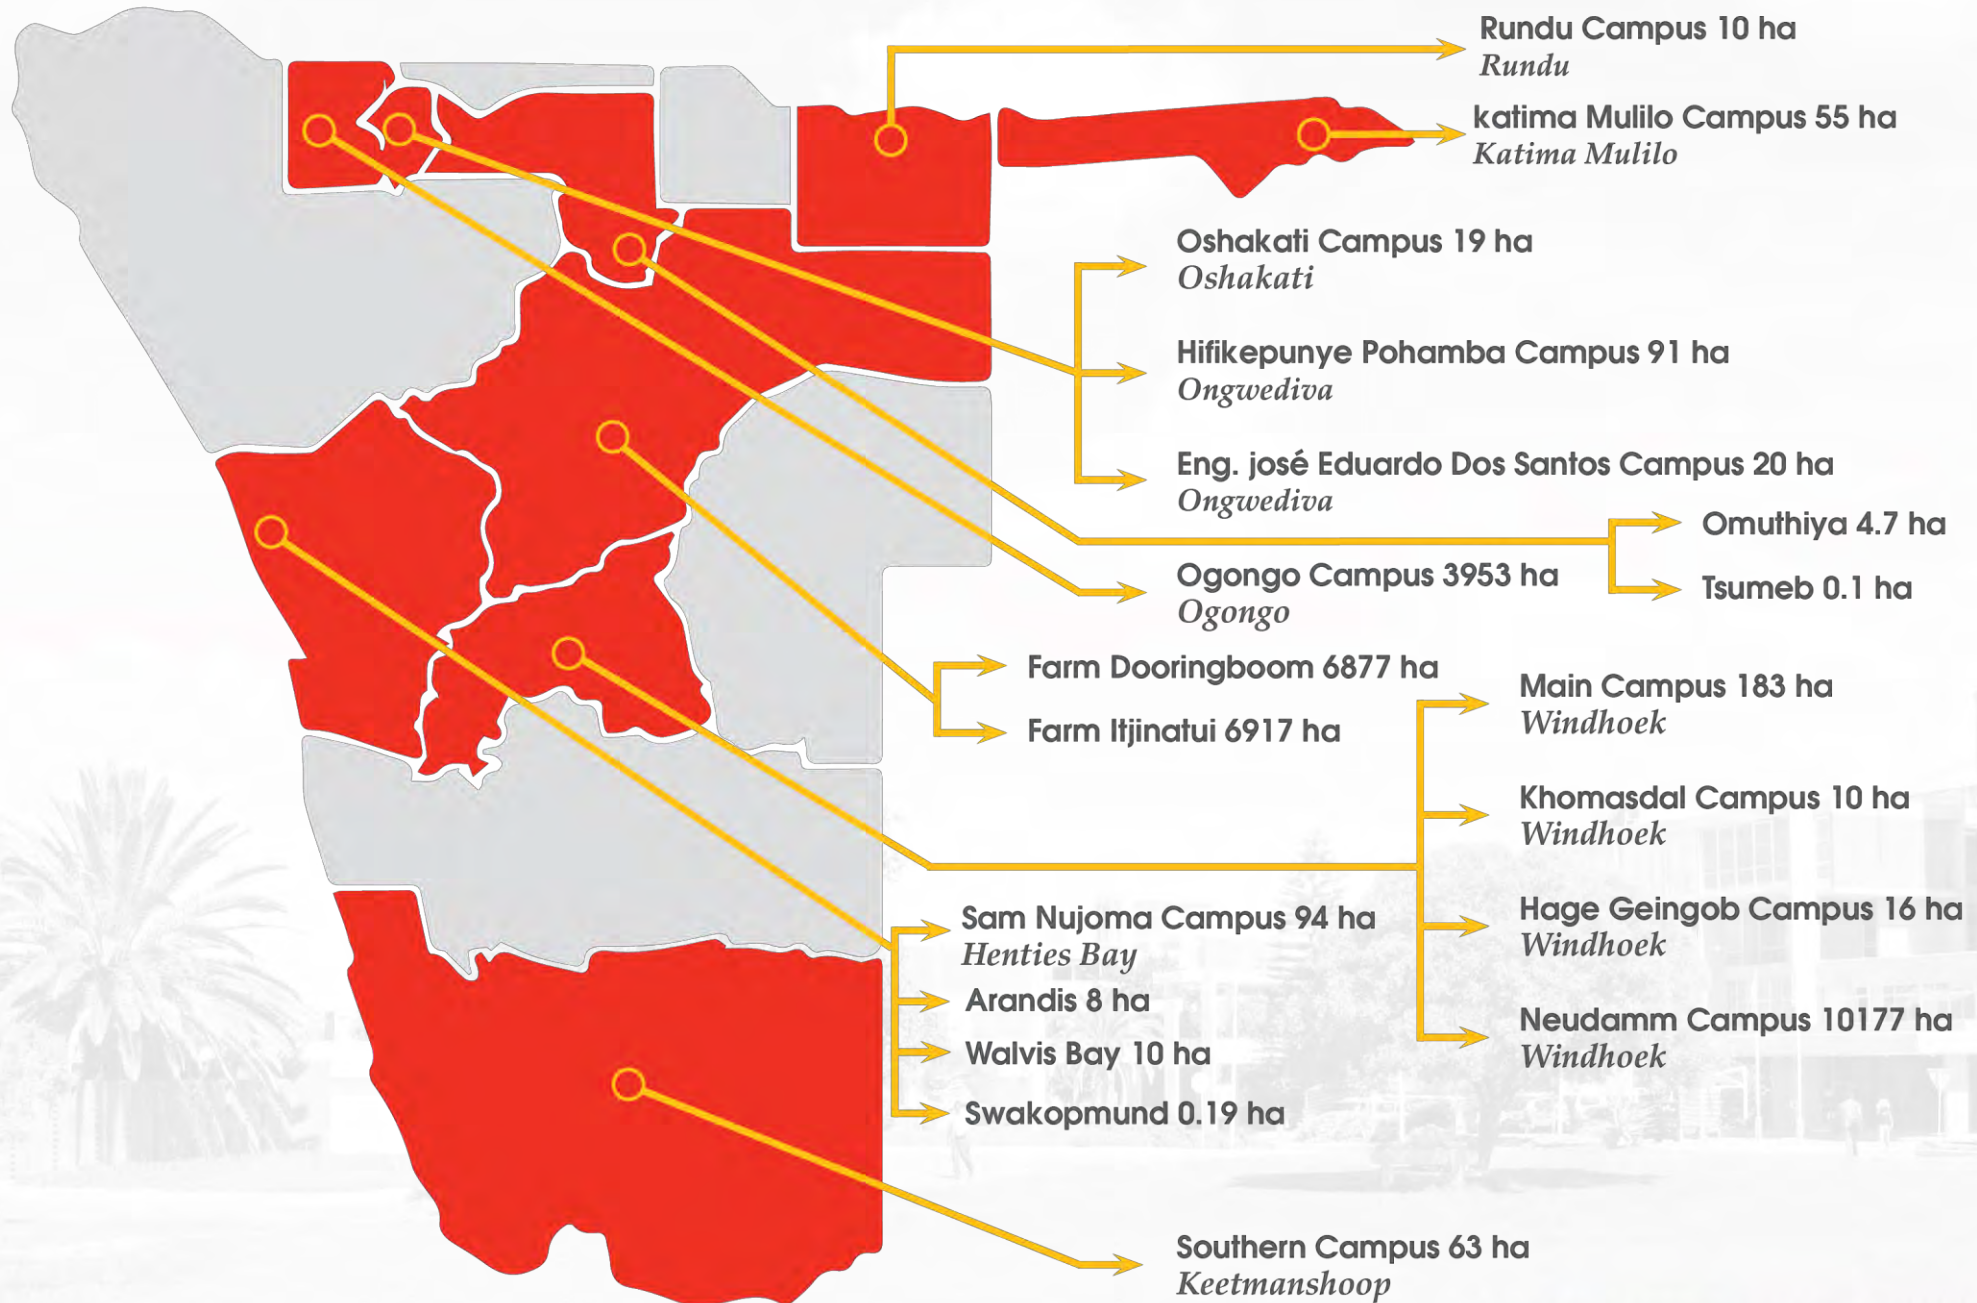 Rundu Campus 10 ha
Rundu
katima Mulilo Campus 55 ha
Katima Mulilo
Oshakati Campus 19 ha
Oshakati
Hifikepunye Pohamba Campus 91 ha
Ongwediva
Eng. josé Eduardo Dos Santos Campus 20 ha
Ongwediva
Omuthiya 4.7 ha
Tsumeb 0.1 ha
Ogongo Campus 3953 ha
Ogongo
Farm Dooringboom 6877 ha
Farm Itjinatui 6917 ha
Main Campus 183 ha
Windhoek
Khomasdal Campus 10 ha
Windhoek
Hage Geingob Campus 16 ha
Windhoek
Neudamm Campus 10177 ha
Windhoek
Sam Nujoma Campus 94 ha
Henties Bay
Arandis 8 ha
Walvis Bay 10 ha
Swakopmund 0.19 ha
Southern Campus 63 ha
Keetmanshoop